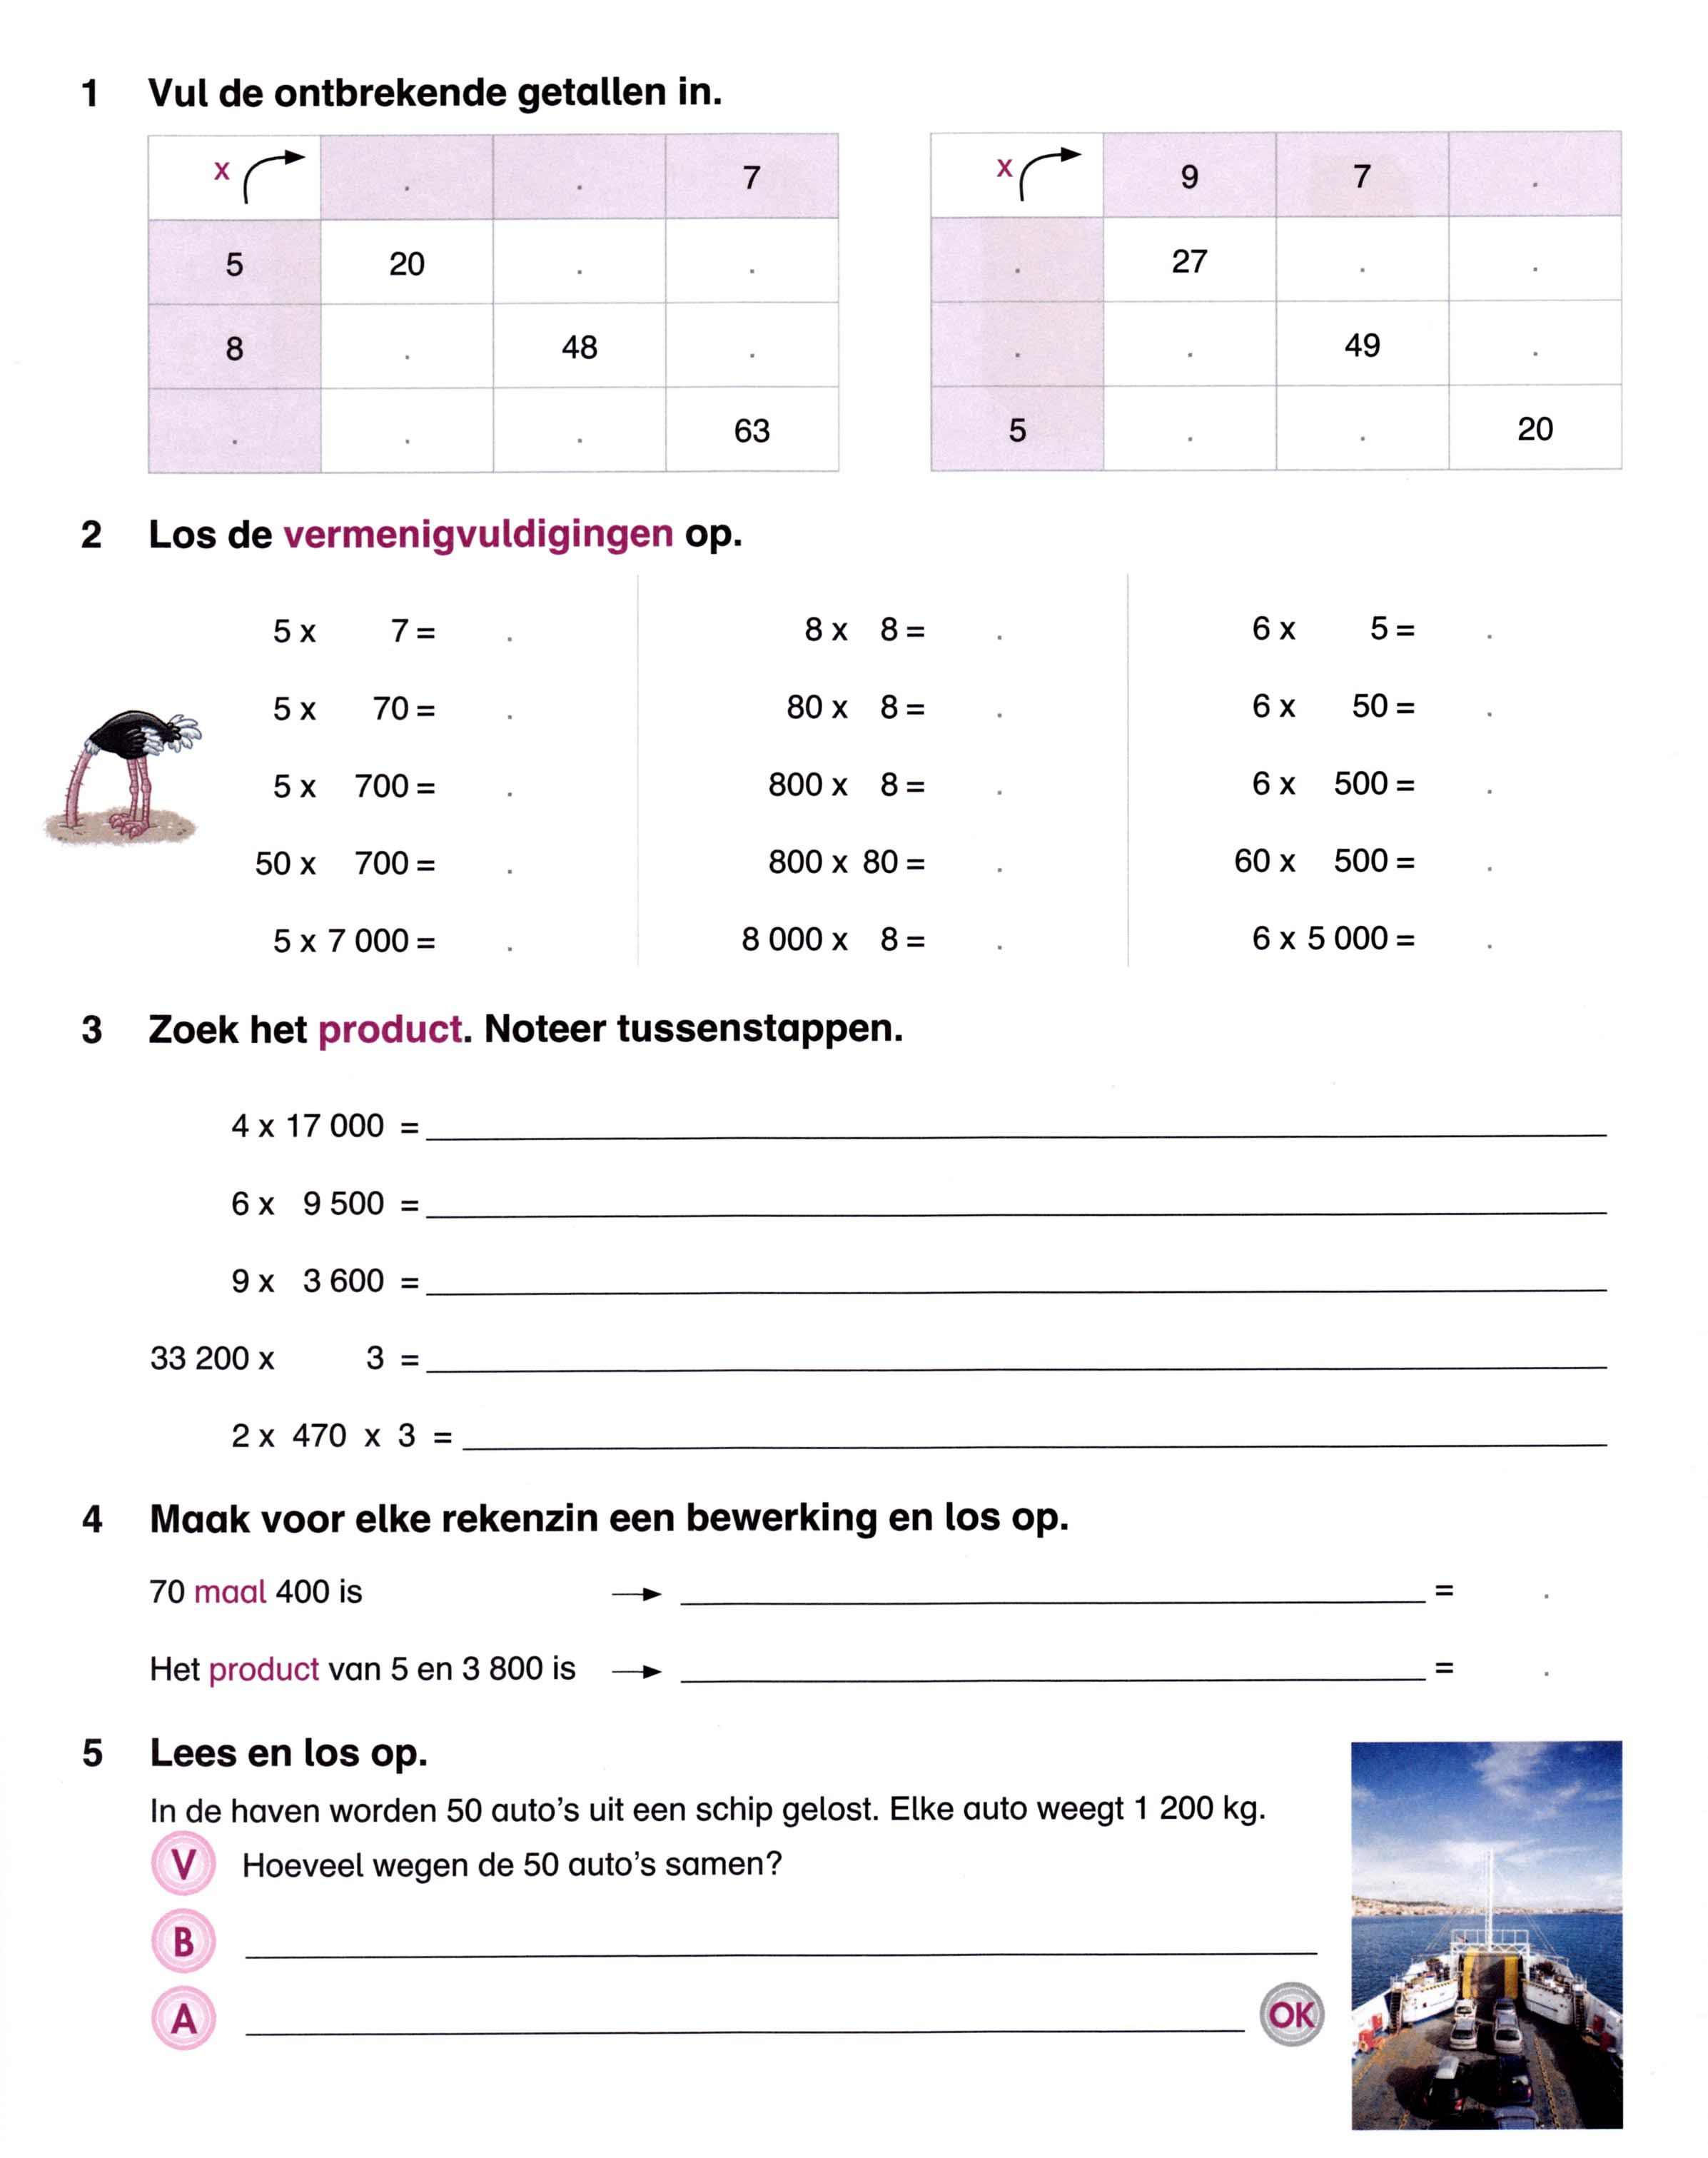 1 Vul de ontbrekende getallen in.
x . . 7
5 20 . .
8 . 48 .
. . . 63
x 9 7 .
. 27 . .
. . 49 .
5 . . 20
2 Los de vermenigvuldigingen op.
5 x 7 = .
5 x 70 = .
5 x 700 = .
50 x 700 = .
5 x 7 000 = .
8 x 8 = .
80 x 8 = .
800 x 8 = .
800 x 80 = .
8 000 x 8 = .
6 x 5 = .
6 x 50 = .
6 x 500 = .
60 x 500 = .
6 x 5 000 = .
3 Zoek het product. Noteer tussenstappen.
4 x 17 000 =
6 x 9 500 =
9 x 3 600 =
33 200 x 3 =
2 x 470 x 3 =
4 Maak voor elke rekenzin een bewerking en los op.
70 maal 400 is → = .
Het product van 5 en 3 800 is → = .
5 Lees en los op.
In de haven worden 50 auto's uit een schip gelost. Elke auto weegt 1 200 kg.
V Hoeveel wegen de 50 auto's samen?
B
A OK